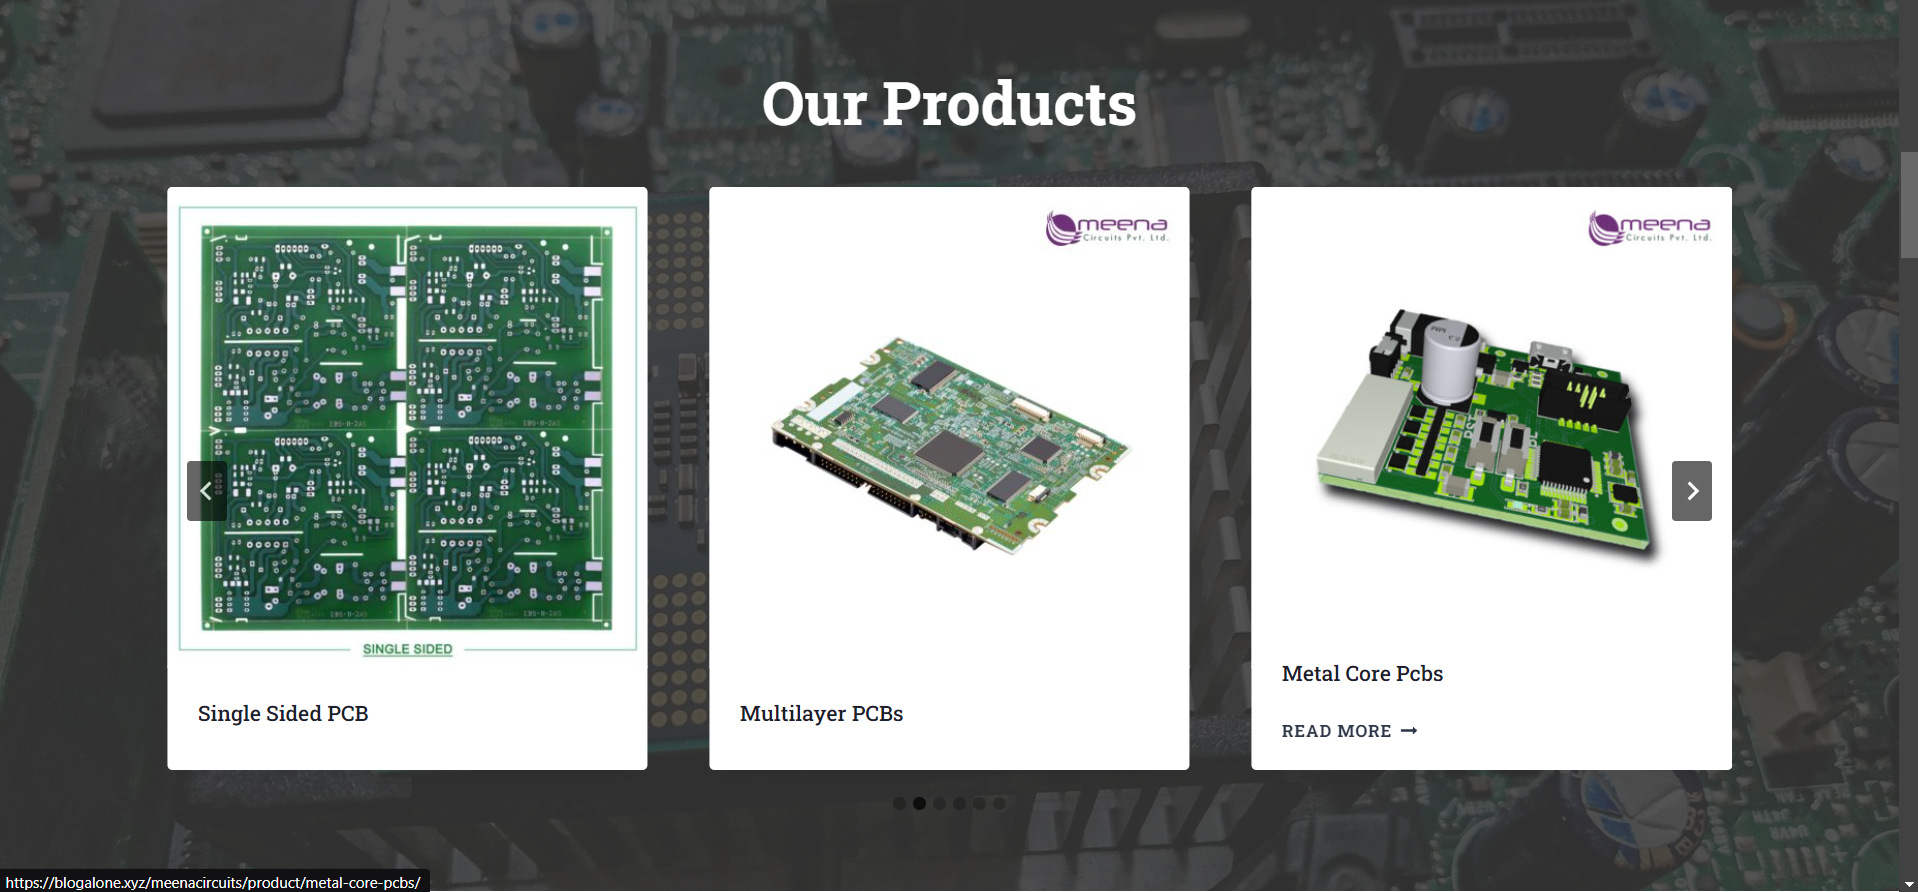 Our Products
SINGLE SIDED
Single Sided PCB
meena
Circuits Pvt. Ltd.
Multilayer PCBs
meena
Circuits Pvt. Ltd.
Metal Core Pcbs
READ MORE
https://blogalone.xyz/meenacircuits/product/metal-core-pcbs/